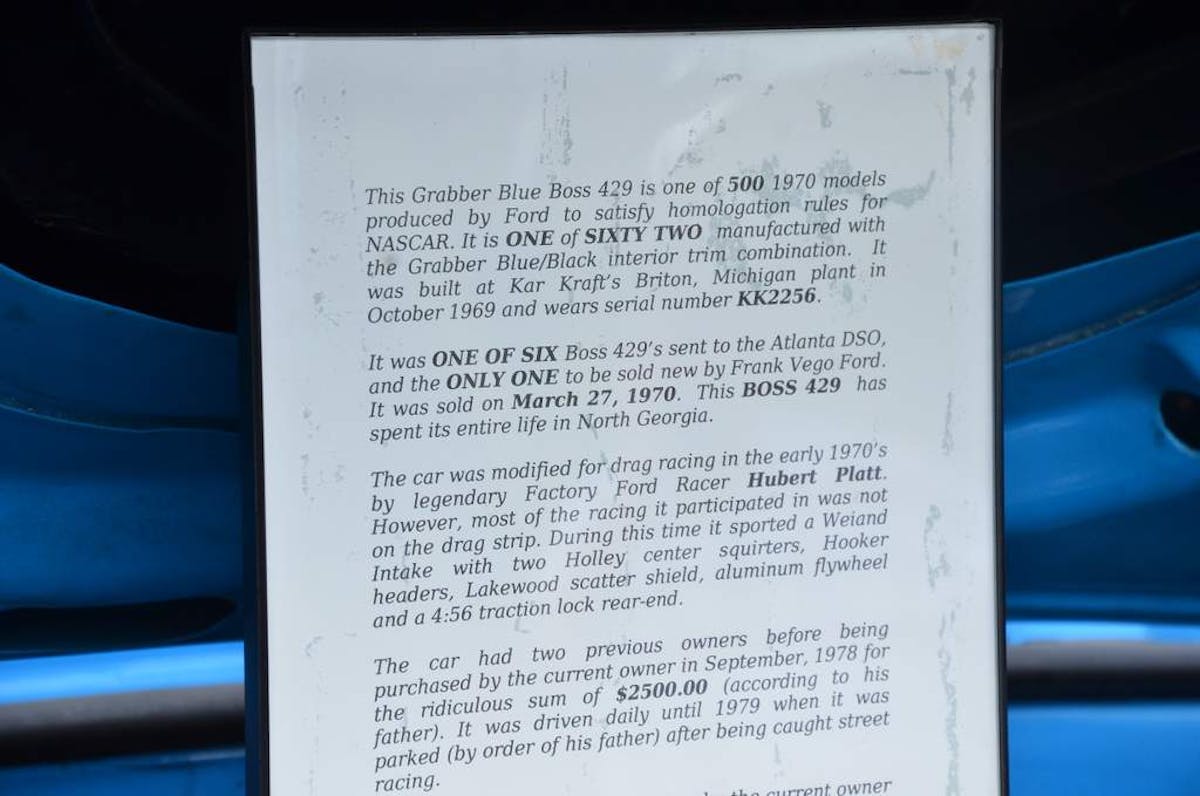 This Grabber Blue Boss 429 is one of 500 1970 models
produced by Ford to satisfy homologation rules for
NASCAR. It is ONE of SIXTY TWO manufactured with
the Grabber Blue/Black interior trim combination. It
was built at Kar Kraft's Briton, Michigan plant in
October 1969 and wears serial number KK2256.
It was ONE OF SIX Boss 429's sent to the Atlanta DSO,
and the ONLY ONE to be sold new by Frank Vego Ford.
It was sold on March 27, 1970. This BOSS 429 has
spent its entire life in North Georgia.
The car was modified for drag racing in the early 1970's
by legendary Factory Ford Racer Hubert Platt.
However, most of the racing it participated in was not
on the drag strip. During this time it sported a Weiand
Intake with two Holley center squirters, Hooker
headers, Lakewood scatter shield, aluminum flywheel
and a 4:56 traction lock rear-end.
The car had two previous owners before being
purchased by the current owner in September, 1978 for
the ridiculous sum of $2500.00 (according to his
father). It was driven daily until 1979 when it was
parked (by order of his father) after being caught street
racing.
the current owner